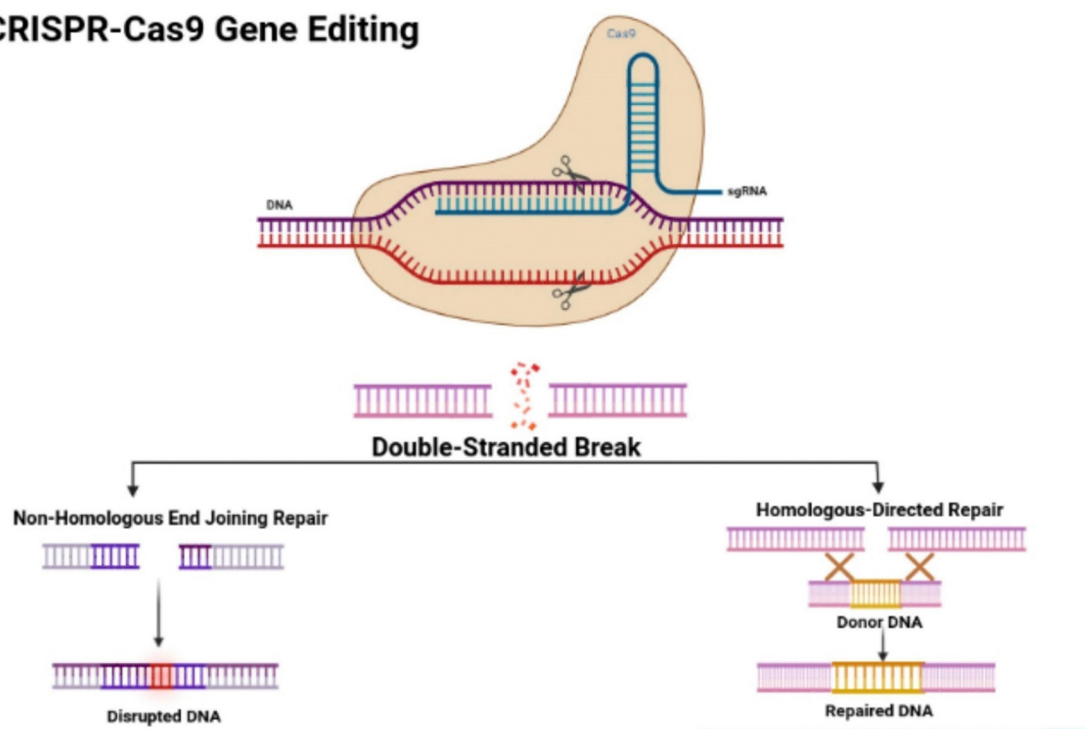 CRISPR-Cas9 Gene Editing
Cas9
DNA
sgRNA
Double-Stranded Break
Non-Homologous End Joining Repair
Homologous-Directed Repair
Donor DNA
Disrupted DNA
Repaired DNA